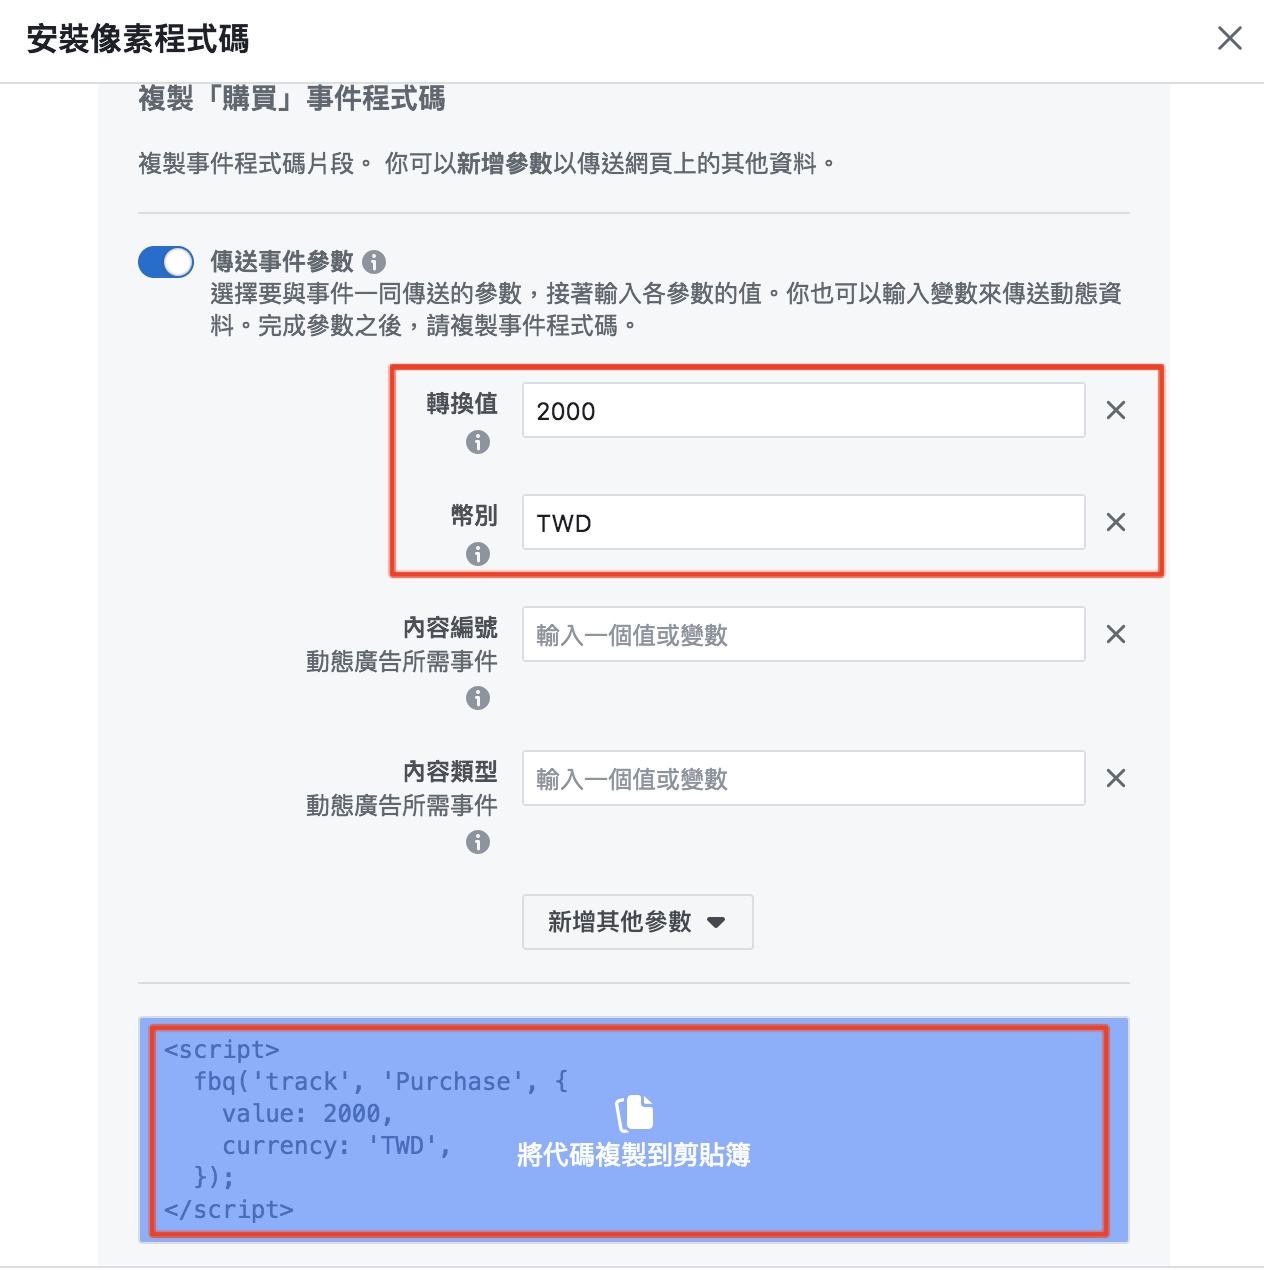 安裝像素程式碼
複製「購買」事件程式碼
複製事件程式碼片段。 你可以新增參數以傳送網頁上的其他資料。
傳送事件參數
選擇要與事件一同傳送的參數，接著輸入各參數的值。你也可以輸入變數來傳送動態資
料。完成參數之後，請複製事件程式碼。
轉換值
2000
幣別
TWD
內容編號
輸入一個值或變數
動態廣告所需事件
內容類型
輸入一個值或變數
動態廣告所需事件
新增其他參數
<script>
fbq('track', 'Purchase', {
value: 2000,
currency: 'TWD',
});
</script>
將代碼複製到剪貼簿